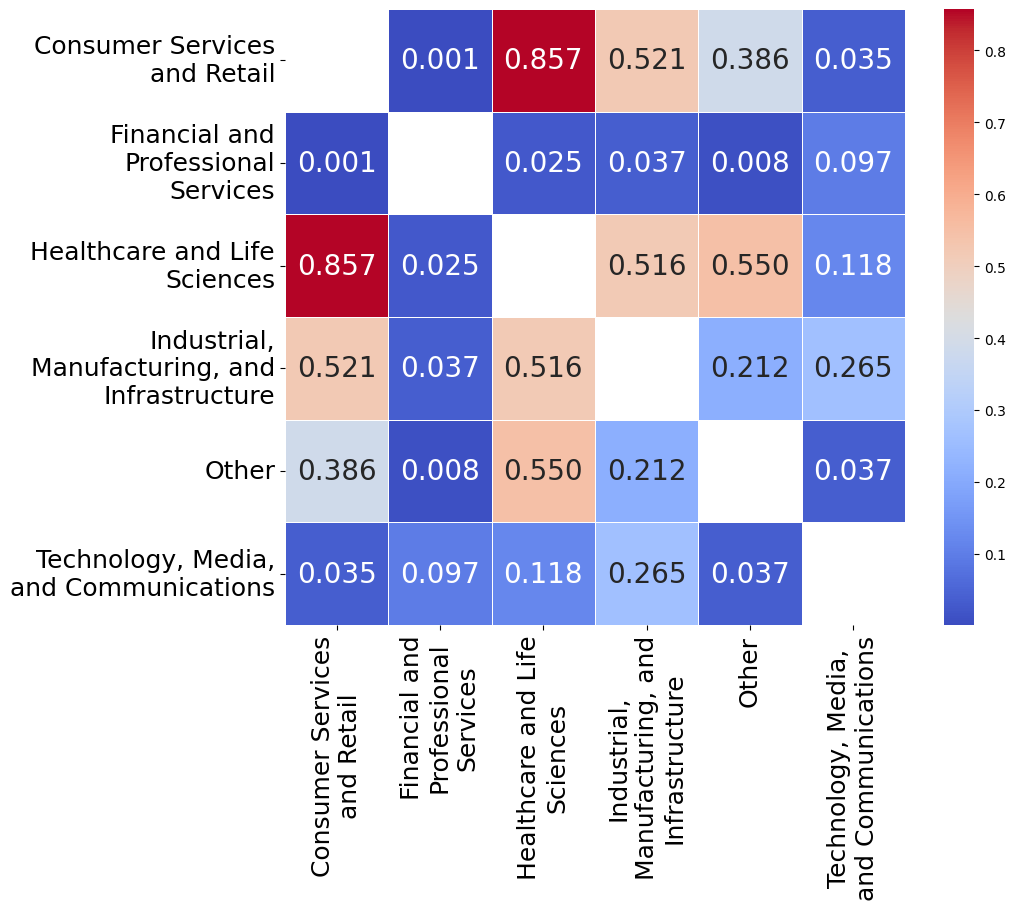 Consumer Services
and Retail
0.001 0.857 0.521 0.386 0.035
Financial and
Professional
Services
0.001 0.025 0.037 0.008 0.097
Healthcare and Life
Sciences
0.857 0.025 0.516 0.550 0.118
Industrial,
Manufacturing, and
Infrastructure
0.521 0.037 0.516 0.212 0.265
Other
0.386 0.008 0.550 0.212 0.037
Technology, Media,
and Communications
0.035 0.097 0.118 0.265 0.037
Consumer Services
and Retail
Financial and
Professional
Services
Healthcare and Life
Sciences
Industrial,
Manufacturing, and
Infrastructure
Other
Technology, Media,
and Communications
0.8
0.7
0.6
0.5
0.4
0.3
0.2
0.1